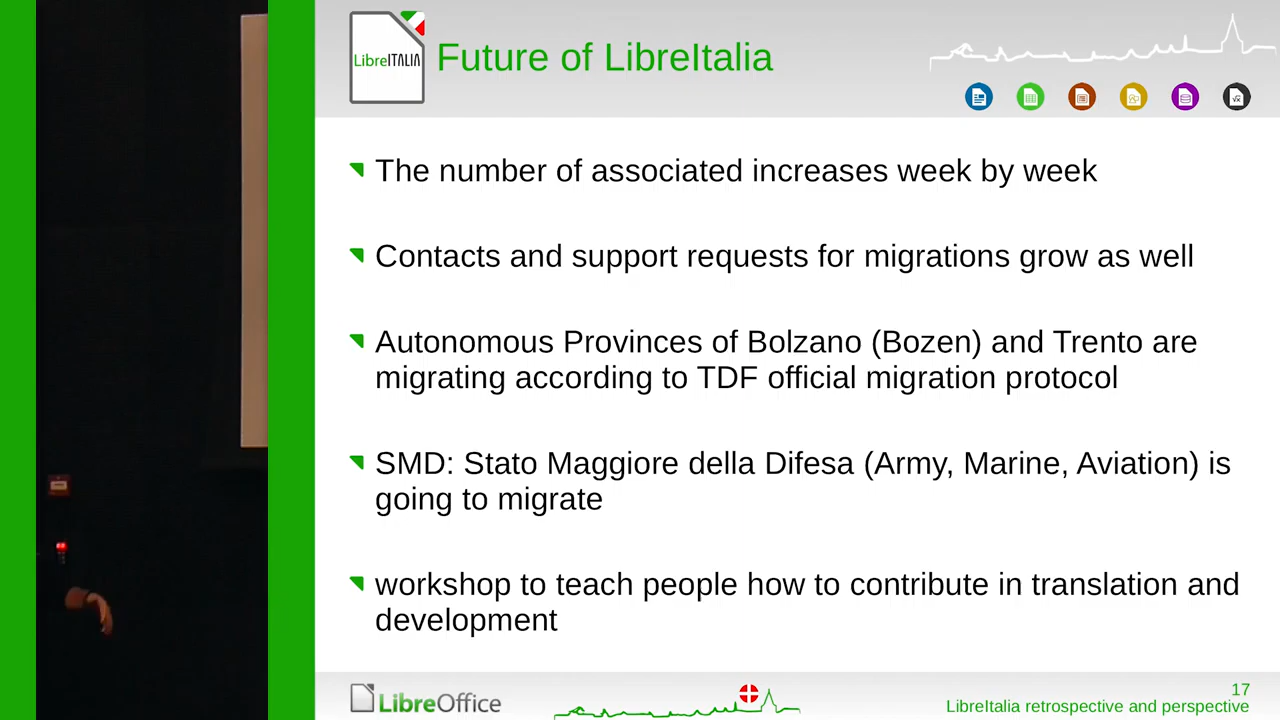 LibreITALIA
Future of LibreItalia
The number of associated increases week by week
Contacts and support requests for migrations grow as well
Autonomous Provinces of Bolzano (Bozen) and Trento are
migrating according to TDF official migration protocol
SMD: Stato Maggiore della Difesa (Army, Marine, Aviation) is
going to migrate
workshop to teach people how to contribute in translation and
development
LibreOffice
17
LibreItalia retrospective and perspective